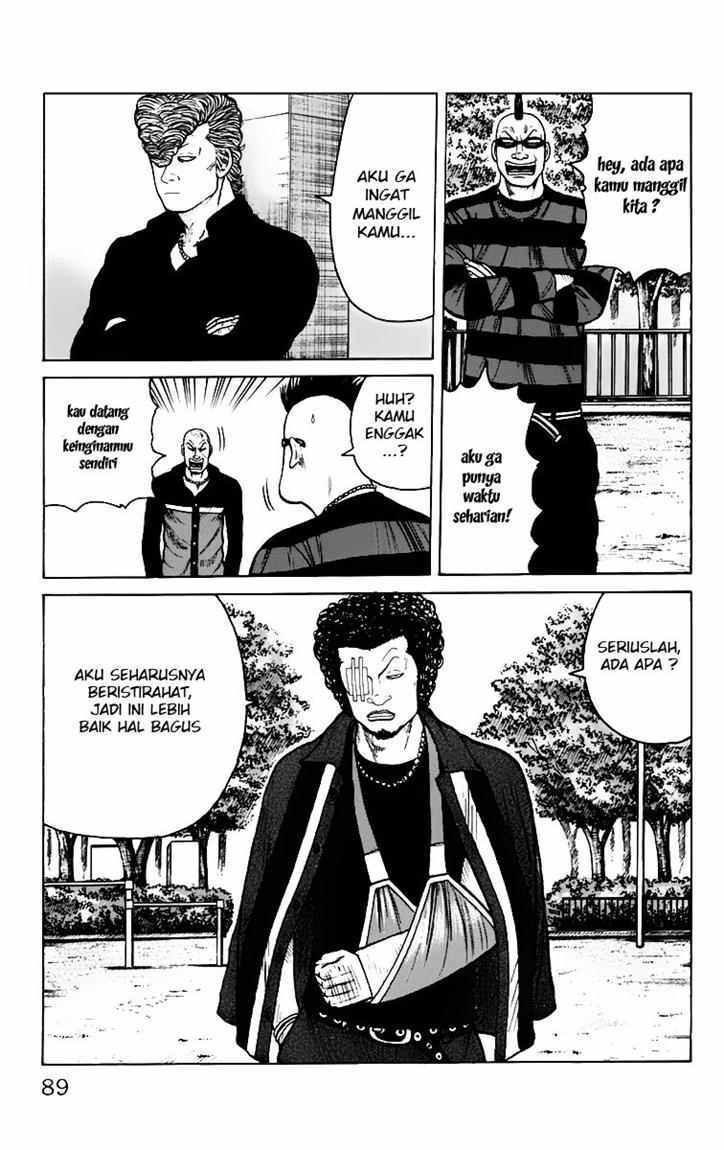 hey, ada apa
kamu manggil
kita ?
aku ga
punya
waktu
seharian!
AKU GA
INGAT
MANGGIL
KAMU...
HUH?
KAMU
ENGGAK
...?
kau datang
dengan
keinginanmu
sendiri
SERIUSLAH,
ADA APA ?
AKU SEHARUSNYA
BERISTIRAHAT,
JADI INI LEBIH
BAIK HAL BAGUS
89